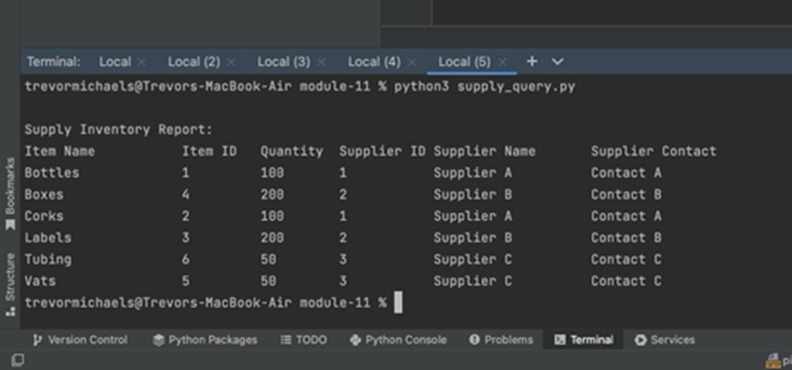 Terminal: Local × Local (2) × Local (3) × Local (4) × Local (5) × + 
trevormichaels@Trevors-MacBook-Air module-11 % python3 supply_query.py
Supply Inventory Report:
Item Name Item ID Quantity Supplier ID Supplier Name Supplier Contact
Bottles 1 100 1 Supplier A Contact A
Boxes 4 200 2 Supplier B Contact B
Corks 2 100 1 Supplier A Contact A
Labels 3 200 2 Supplier B Contact B
Tubing 6 50 3 Supplier C Contact C
Vats 5 50 3 Supplier C Contact C
trevormichaels@Trevors-MacBook-Air module-11 %
Bookmarks
Structure
Version Control Python Packages TODO Python Console Problems Terminal Services